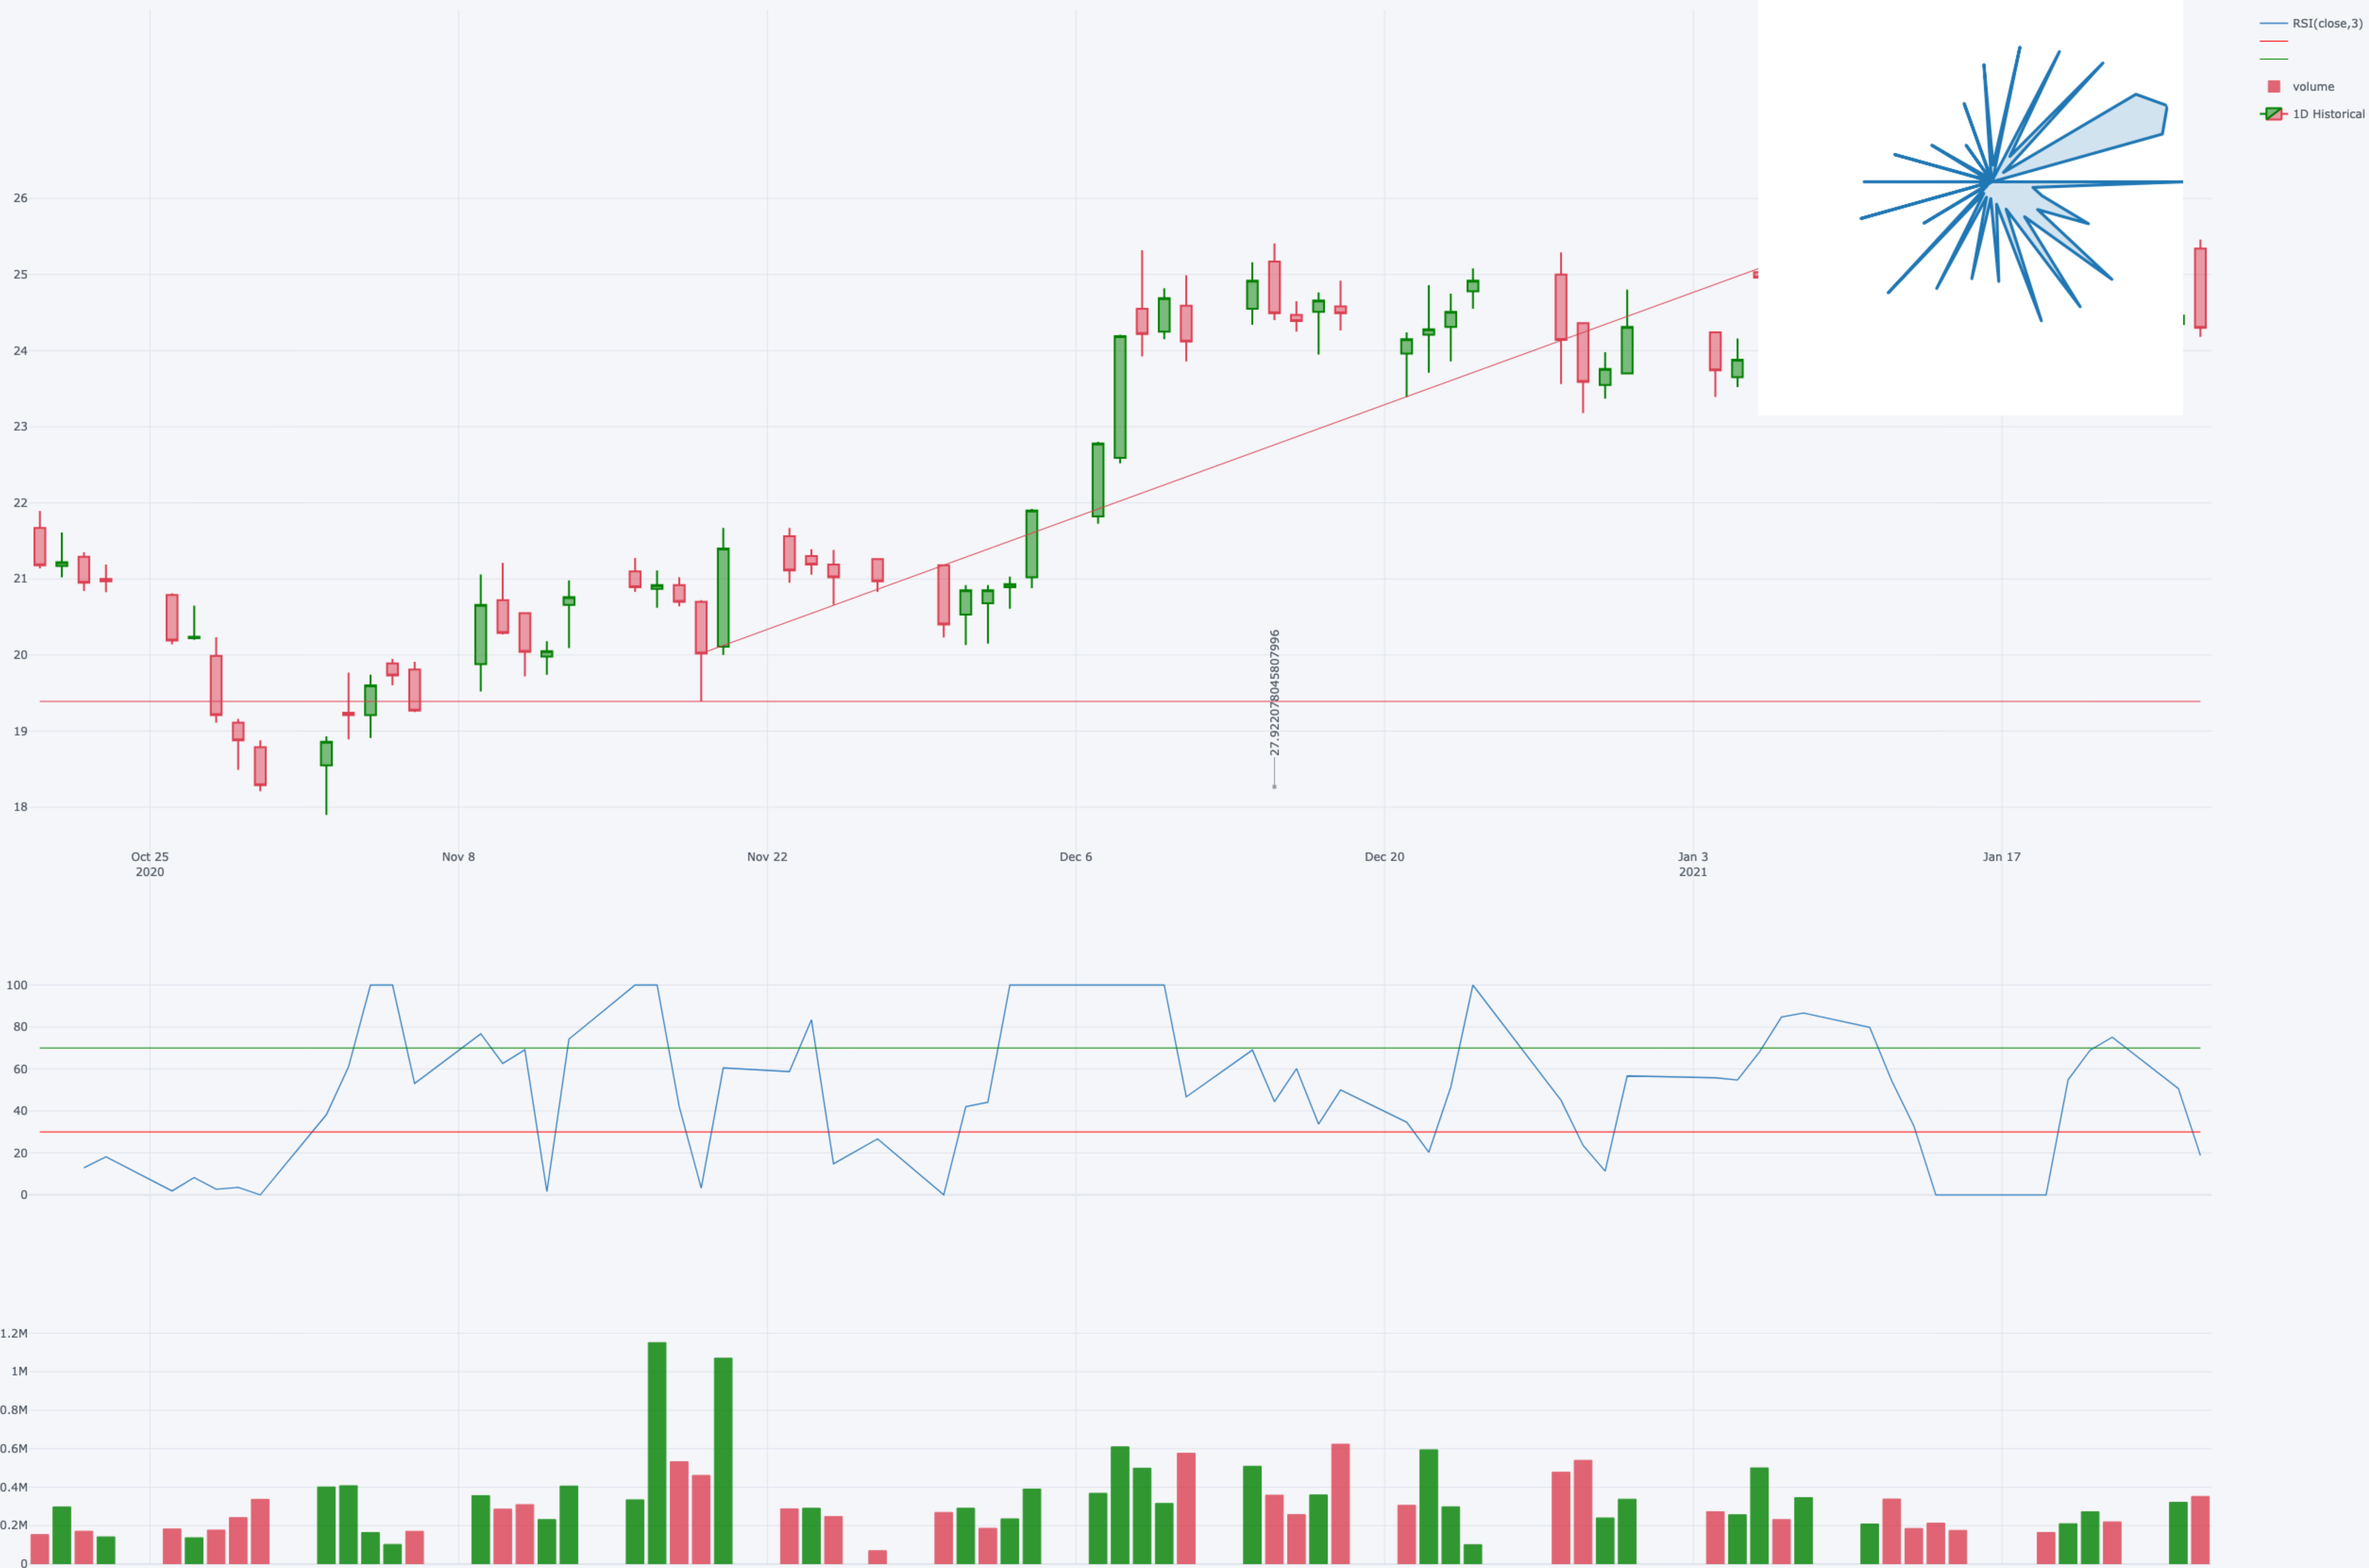 RSI(close,3)
volume
1D Historical
26
25
24
23
22
21
20
19
18
27.92207804580799​6
Oct 25
2020
Nov 8
Nov 22
Dec 6
Dec 20
Jan 3
2021
Jan 17
100
80
60
40
20
0
1.2M
1M
0.8M
0.6M
0.4M
0.2M
0